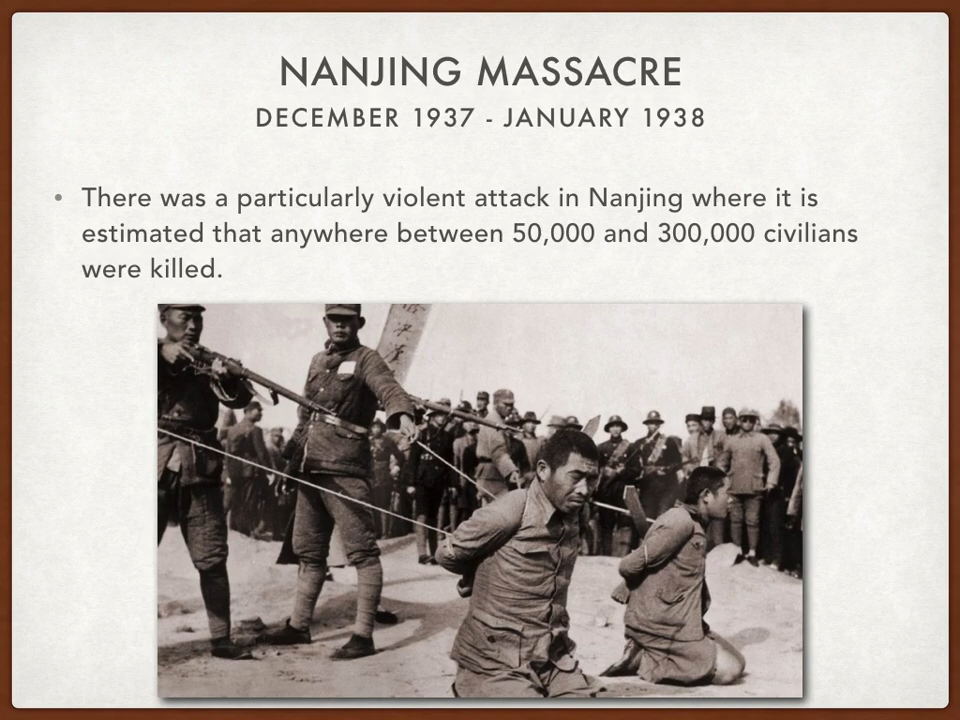 NANJING MASSACRE
DECEMBER 1937 - JANUARY 1938
• There was a particularly violent attack in Nanjing where it is
estimated that anywhere between 50,000 and 300,000 civilians
were killed.